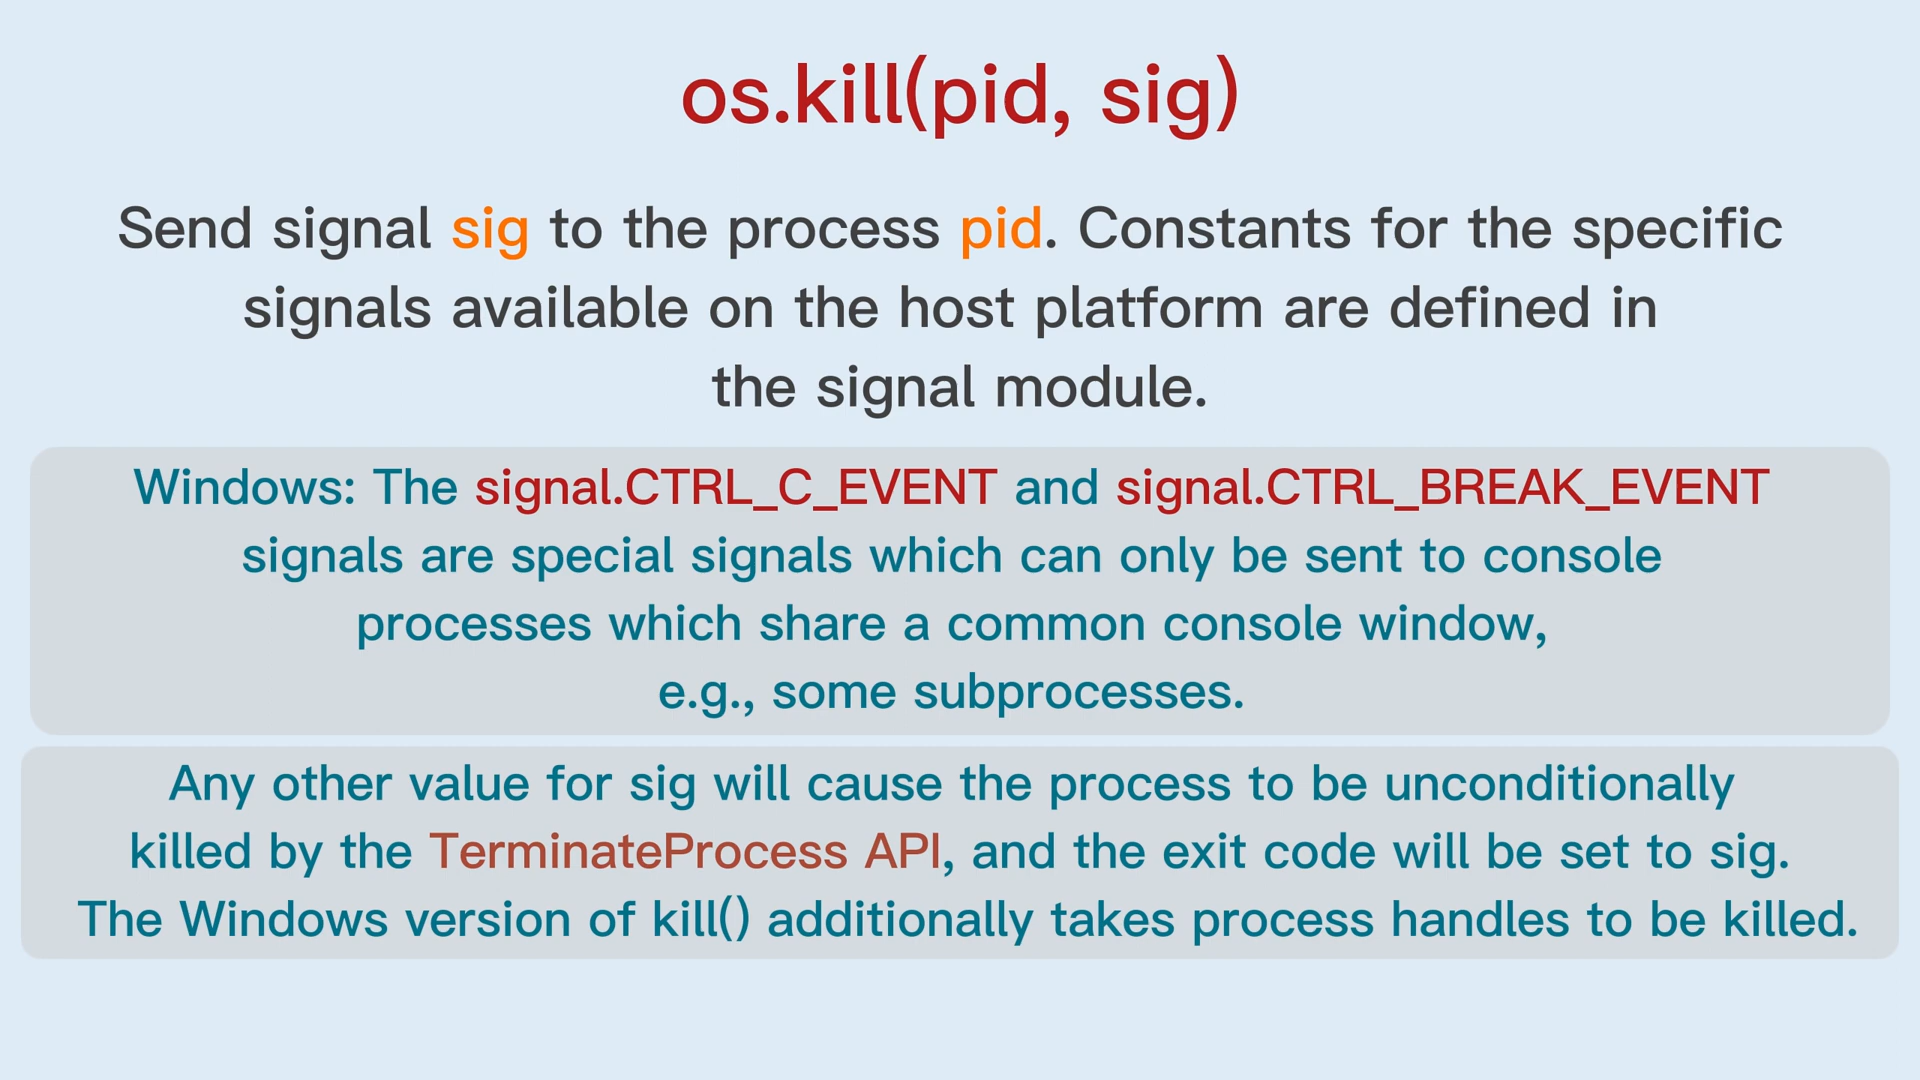 os.kill(pid, sig)
Send signal sig to the process pid. Constants for the specific
signals available on the host platform are defined in
the signal module.
Windows: The signal.CTRL_C_EVENT and signal.CTRL_BREAK_EVENT
signals are special signals which can only be sent to console
processes which share a common console window,
e.g., some subprocesses.
Any other value for sig will cause the process to be unconditionally
killed by the TerminateProcess API, and the exit code will be set to sig.
The Windows version of kill() additionally takes process handles to be killed.